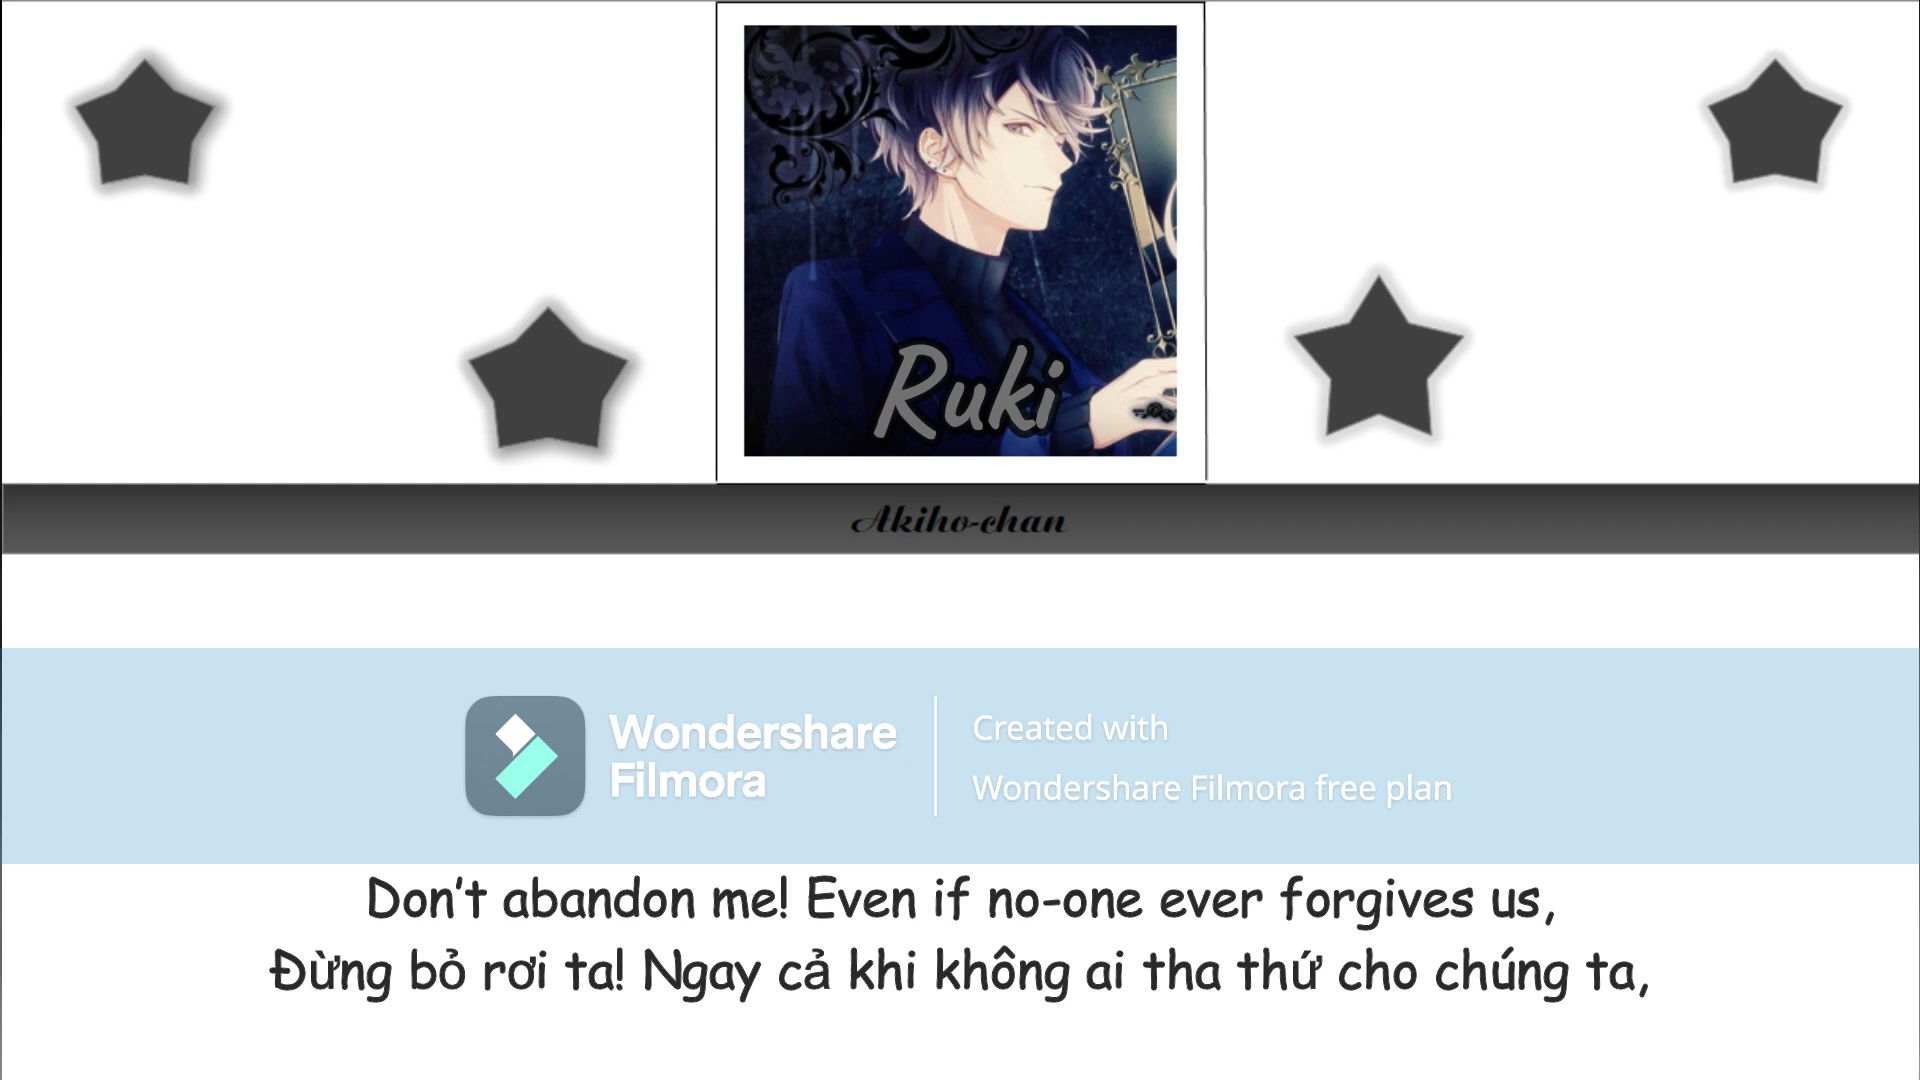 Ruki
Akiho-chan
Wondershare
Filmora
Created with
Wondershare Filmora free plan
Don't abandon me! Even if no-one ever forgives us,
Đừng bỏ rơi ta! Ngay cả khi không ai tha thứ cho chúng ta,